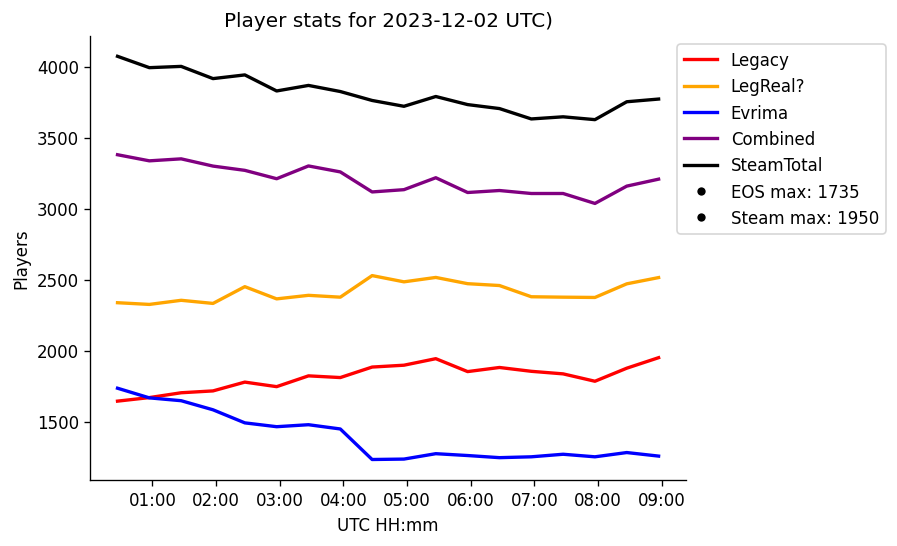 Player stats for 2023-12-02 UTC)
Players
4000
3500
3000
2500
2000
1500
01:00 02:00 03:00 04:00 05:00 06:00 07:00 08:00 09:00
UTC HH:mm
Legacy
LegReal?
Evrima
Combined
SteamTotal
EOS max: 1735
Steam max: 1950